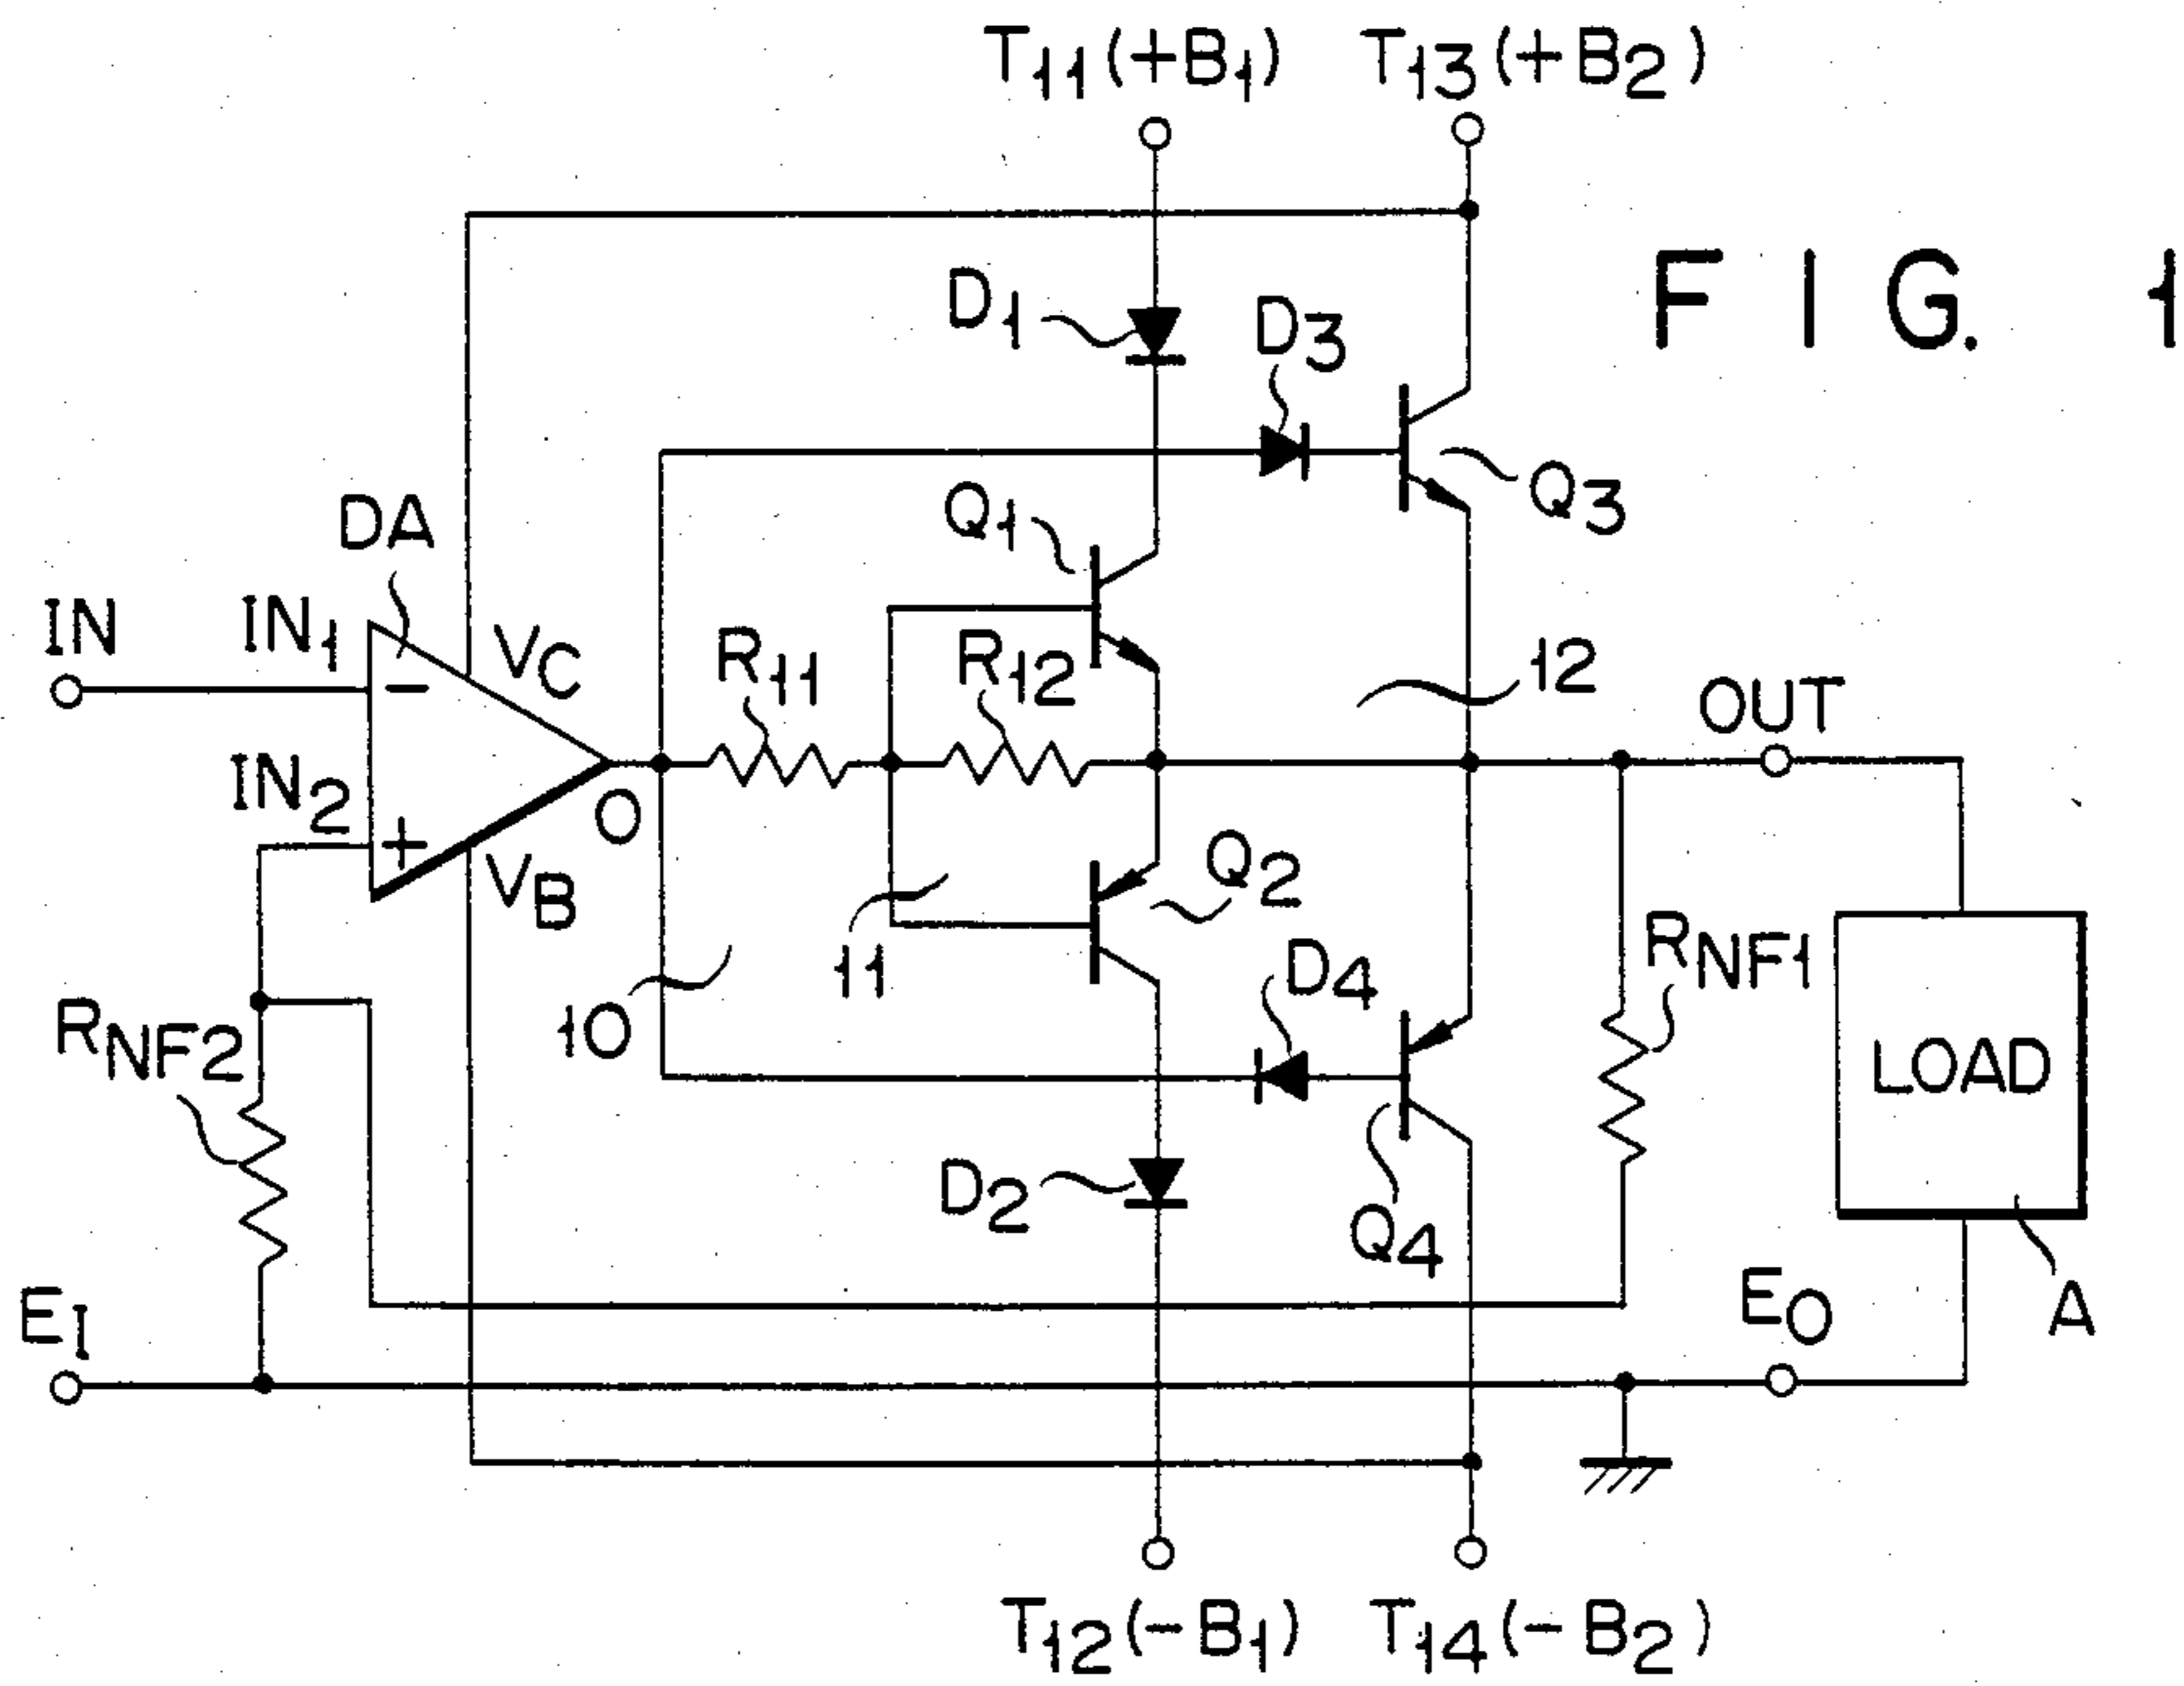 T11(+B1) T13(+B2)
FIG. 1
D1
D3
Q1
Q3
DA
IN
IN1
VC
R11
R12
12
OUT
IN2
O
VB
Q2
11
10
D4
RNF1
RNF2
LOAD
D2
Q4
EI
EO
A
T12(-B1) T14(-B2)
-
+